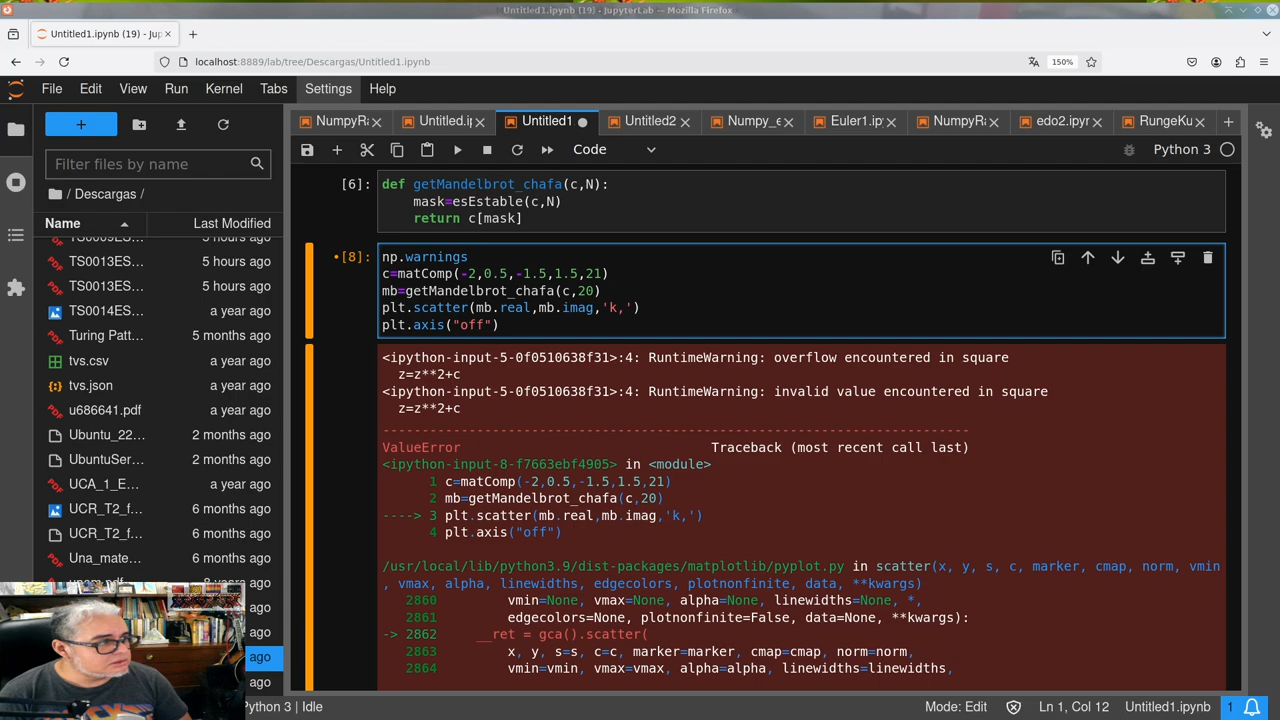 Untitled1.ipynb (19) - JupyterLab — Mozilla Firefox
Untitled1.ipynb (19) - Jup
localhost:8889/lab/tree/Descargas/Untitled1.ipynb
150%
File Edit View Run Kernel Tabs Settings Help
NumpyRa
Untitled.ip
Untitled1
Untitled2
Numpy_e
Euler1.ip
NumpyRa
edo2.ipyr
RungeKu
Code
Python 3
Filter files by name
/ Descargas /
Name
Last Modified
TS0009ES... 5 hours ago
TS0013ES... 5 hours ago
TS0013ES... 5 hours ago
TS0014ES... a year ago
Turing Patt... 5 months ago
tvs.csv a year ago
tvs.json a year ago
u686641.pdf a year ago
Ubuntu_22... 2 months ago
UbuntuSer... 2 months ago
UCA_1_E... a year ago
UCR_T2_f... 6 months ago
UCR_T2_f... 6 months ago
Una_mate... 6 months ago
ago
ago
ago
ago
[6]:
def getMandelbrot_chafa(c,N):
mask=esEstable(c,N)
return c[mask]
•[8]:
np.warnings
c=matComp(-2,0.5,-1.5,1.5,21)
mb=getMandelbrot_chafa(c,20)
plt.scatter(mb.real,mb.imag,'k,')
plt.axis("off")
<ipython-input-5-0f0510638f31>:4: RuntimeWarning: overflow encountered in square
z=z**2+c
<ipython-input-5-0f0510638f31>:4: RuntimeWarning: invalid value encountered in square
z=z**2+c
---------------------------------------------------------------------------
ValueError Traceback (most recent call last)
<ipython-input-8-f7663ebf4905> in <module>
1 c=matComp(-2,0.5,-1.5,1.5,21)
2 mb=getMandelbrot_chafa(c,20)
----> 3 plt.scatter(mb.real,mb.imag,'k,')
4 plt.axis("off")
/usr/local/lib/python3.9/dist-packages/matplotlib/pyplot.py in scatter(x, y, s, c, marker, cmap, norm, vmin
, vmax, alpha, linewidths, edgecolors, plotnonfinite, data, **kwargs)
2860 vmin=None, vmax=None, alpha=None, linewidths=None, *,
2861 edgecolors=None, plotnonfinite=False, data=None, **kwargs):
-> 2862 __ret = gca().scatter(
2863 x, y, s=s, c=c, marker=marker, cmap=cmap, norm=norm,
2864 vmin=vmin, vmax=vmax, alpha=alpha, linewidths=linewidths,
Python 3 | Idle
Mode: Edit
Ln 1, Col 12
Untitled1.ipynb
1